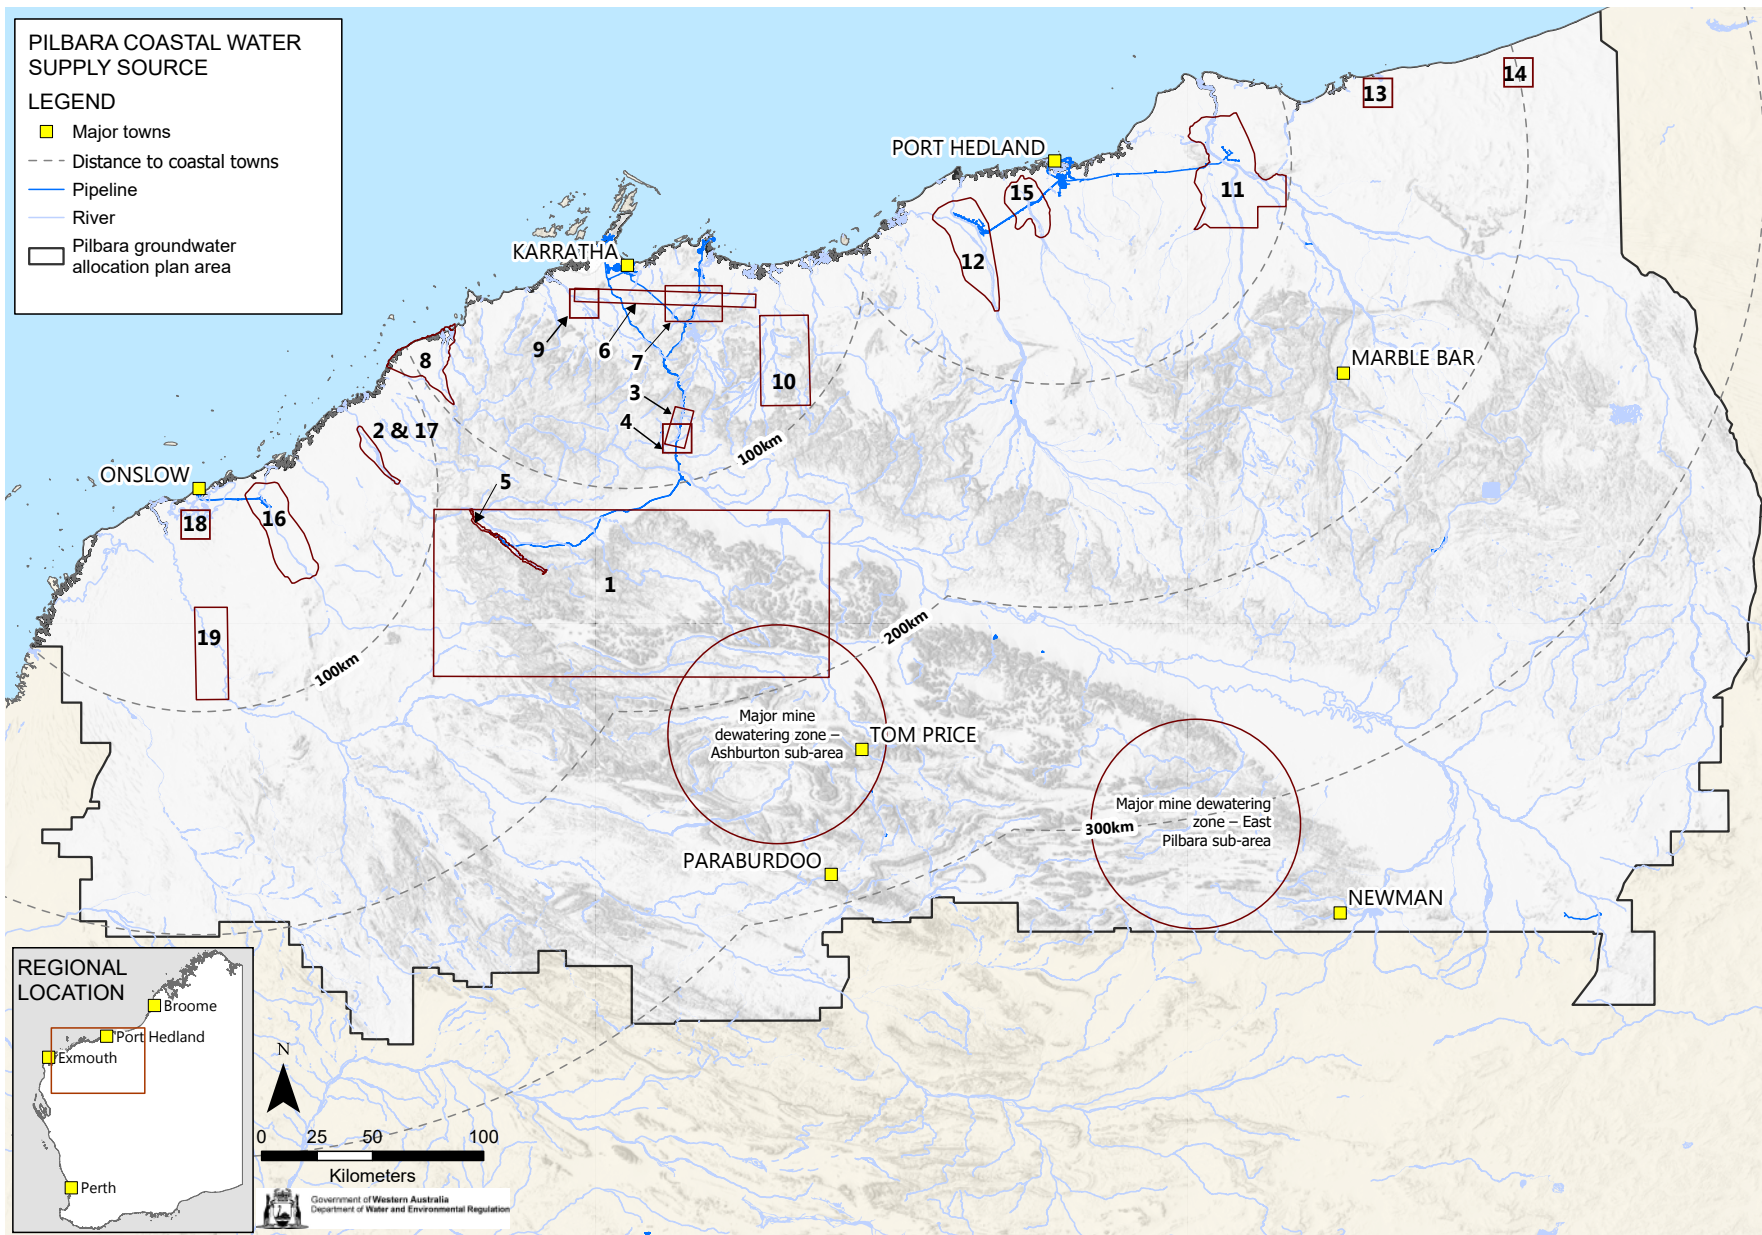 PILBARA COASTAL WATER
SUPPLY SOURCE
LEGEND
Major towns
Distance to coastal towns
Pipeline
River
Pilbara groundwater
allocation plan area
14
13
PORT HEDLAND
15
11
KARRATHA
12
9
6
7
8
MARBLE BAR
10
3
4
2 & 17
100km
ONSLOW
5
18
16
1
19
200km
100km
Major mine
dewatering zone –
Ashburton sub-area
TOM PRICE
Major mine dewatering
zone – East
Pilbara sub-area
300km
PARABURDOO
NEWMAN
REGIONAL
LOCATION
Broome
Port Hedland
Exmouth
Perth
N
0 25 50 100
Kilometers
Government of Western Australia
Department of Water and Environmental Regulation